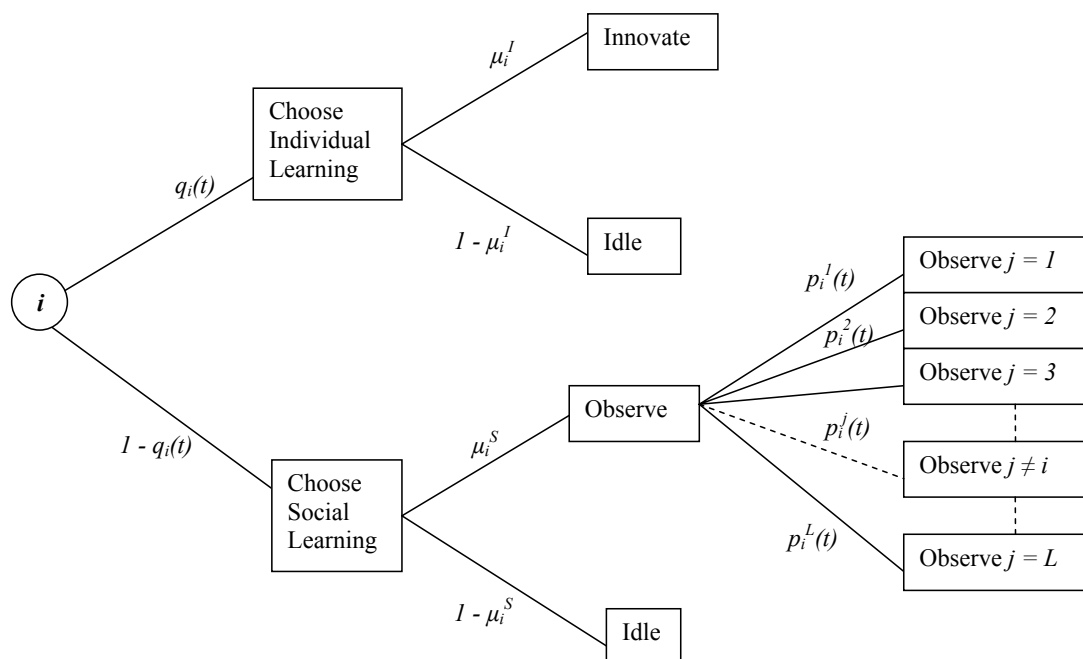 i
q_i(t)
1 - q_i(t)
Choose
Individual
Learning
μ_i^I
1 - μ_i^I
Innovate
Idle
Choose
Social
Learning
μ_i^S
1 - μ_i^S
Observe
Idle
p_i^1(t)
p_i^2(t)
p_i^j(t)
p_i^L(t)
Observe j = 1
Observe j = 2
Observe j = 3
Observe j ≠ i
Observe j = L